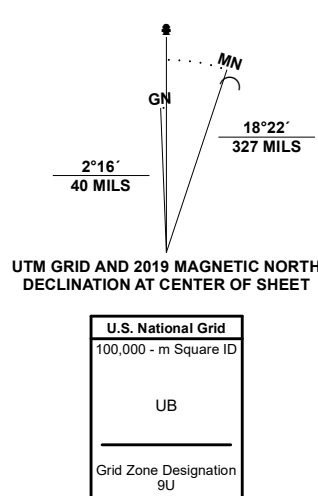 MN
GN
18°22´
327 MILS
2°16´
40 MILS
UTM GRID AND 2019 MAGNETIC NORTH
DECLINATION AT CENTER OF SHEET
U.S. National Grid
100,000 - m Square ID
UB
Grid Zone Designation
9U